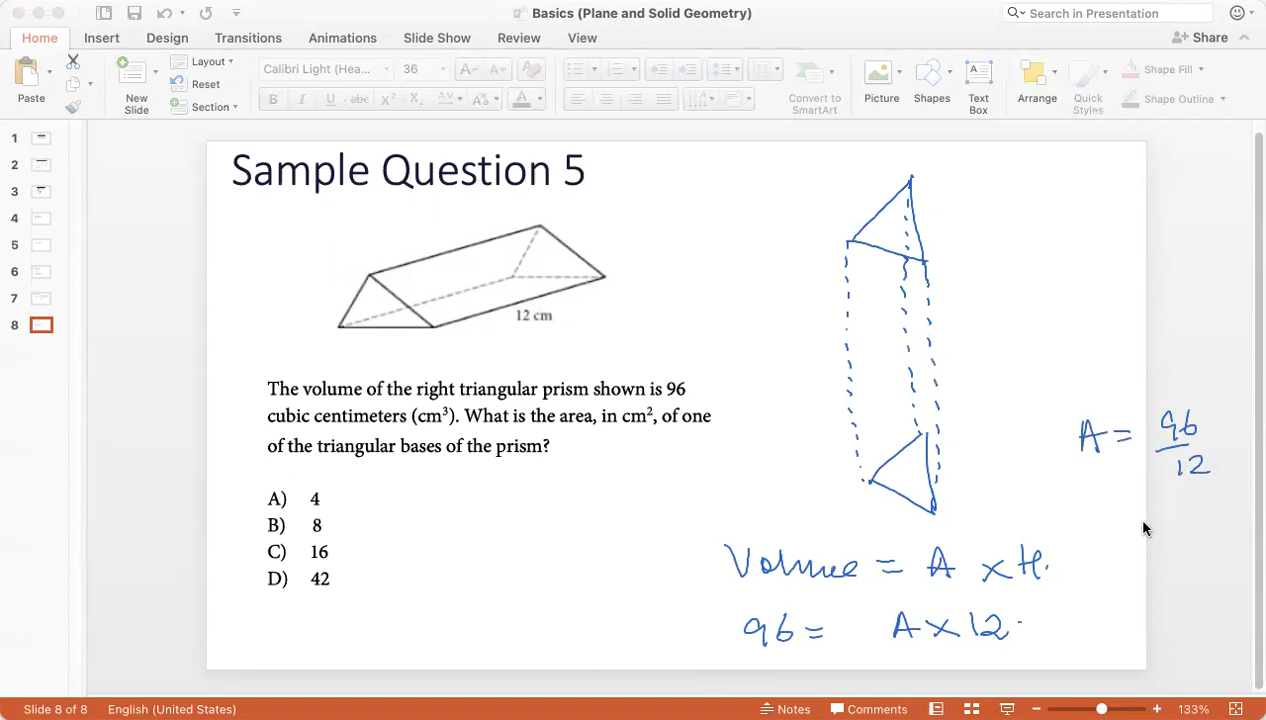 Basics (Plane and Solid Geometry)
Search in Presentation
Home Insert Design Transitions Animations Slide Show Review View
Share
Paste
New Slide
Layout
Reset
Section
Calibri Light (Hea... 36
B I U abc X² X₂ AV Aa A
Convert to SmartArt
Picture
Shapes
Text Box
Arrange
Quick Styles
Shape Fill
Shape Outline
1
2
3
4
5
6
7
8
Sample Question 5
12 cm
The volume of the right triangular prism shown is 96
cubic centimeters (cm³). What is the area, in cm², of one
of the triangular bases of the prism?
A) 4
B) 8
C) 16
D) 42
A = 96
12
Volume = A × H.
96 = A × 12
Slide 8 of 8 English (United States) Notes Comments 133%